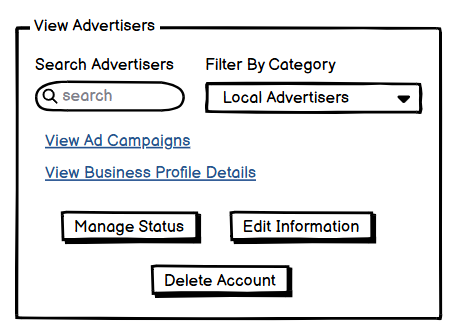 View Advertisers
Search Advertisers
Filter By Category
search
Local Advertisers
View Ad Campaigns
View Business Profile Details
Manage Status
Edit Information
Delete Account